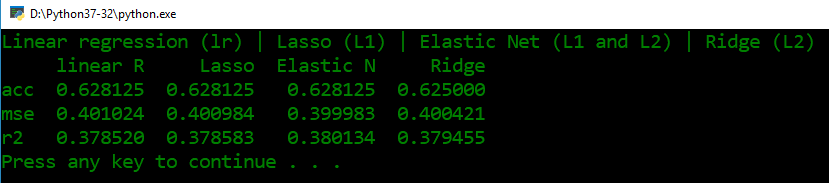 D:\Python37-32\python.exe
Linear regression (lr) | Lasso (L1) | Elastic Net (L1 and L2) | Ridge (L2)
linear R Lasso Elastic N Ridge
acc 0.628125 0.628125 0.628125 0.625000
mse 0.401024 0.400984 0.399983 0.400421
r2 0.378520 0.378583 0.380134 0.379455
Press any key to continue . . .